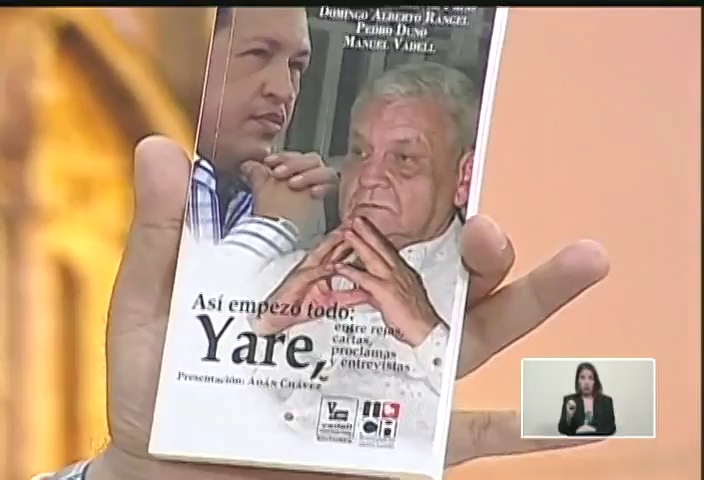 DOMINGO ALBERTO RANGEL
PEDRO DUNO
MANUEL VADELL
Así empezó todo:
Yare,
entre rejas,
cartas,
proclamas
y entrevistas
Presentación: ADÁN CHÁVEZ